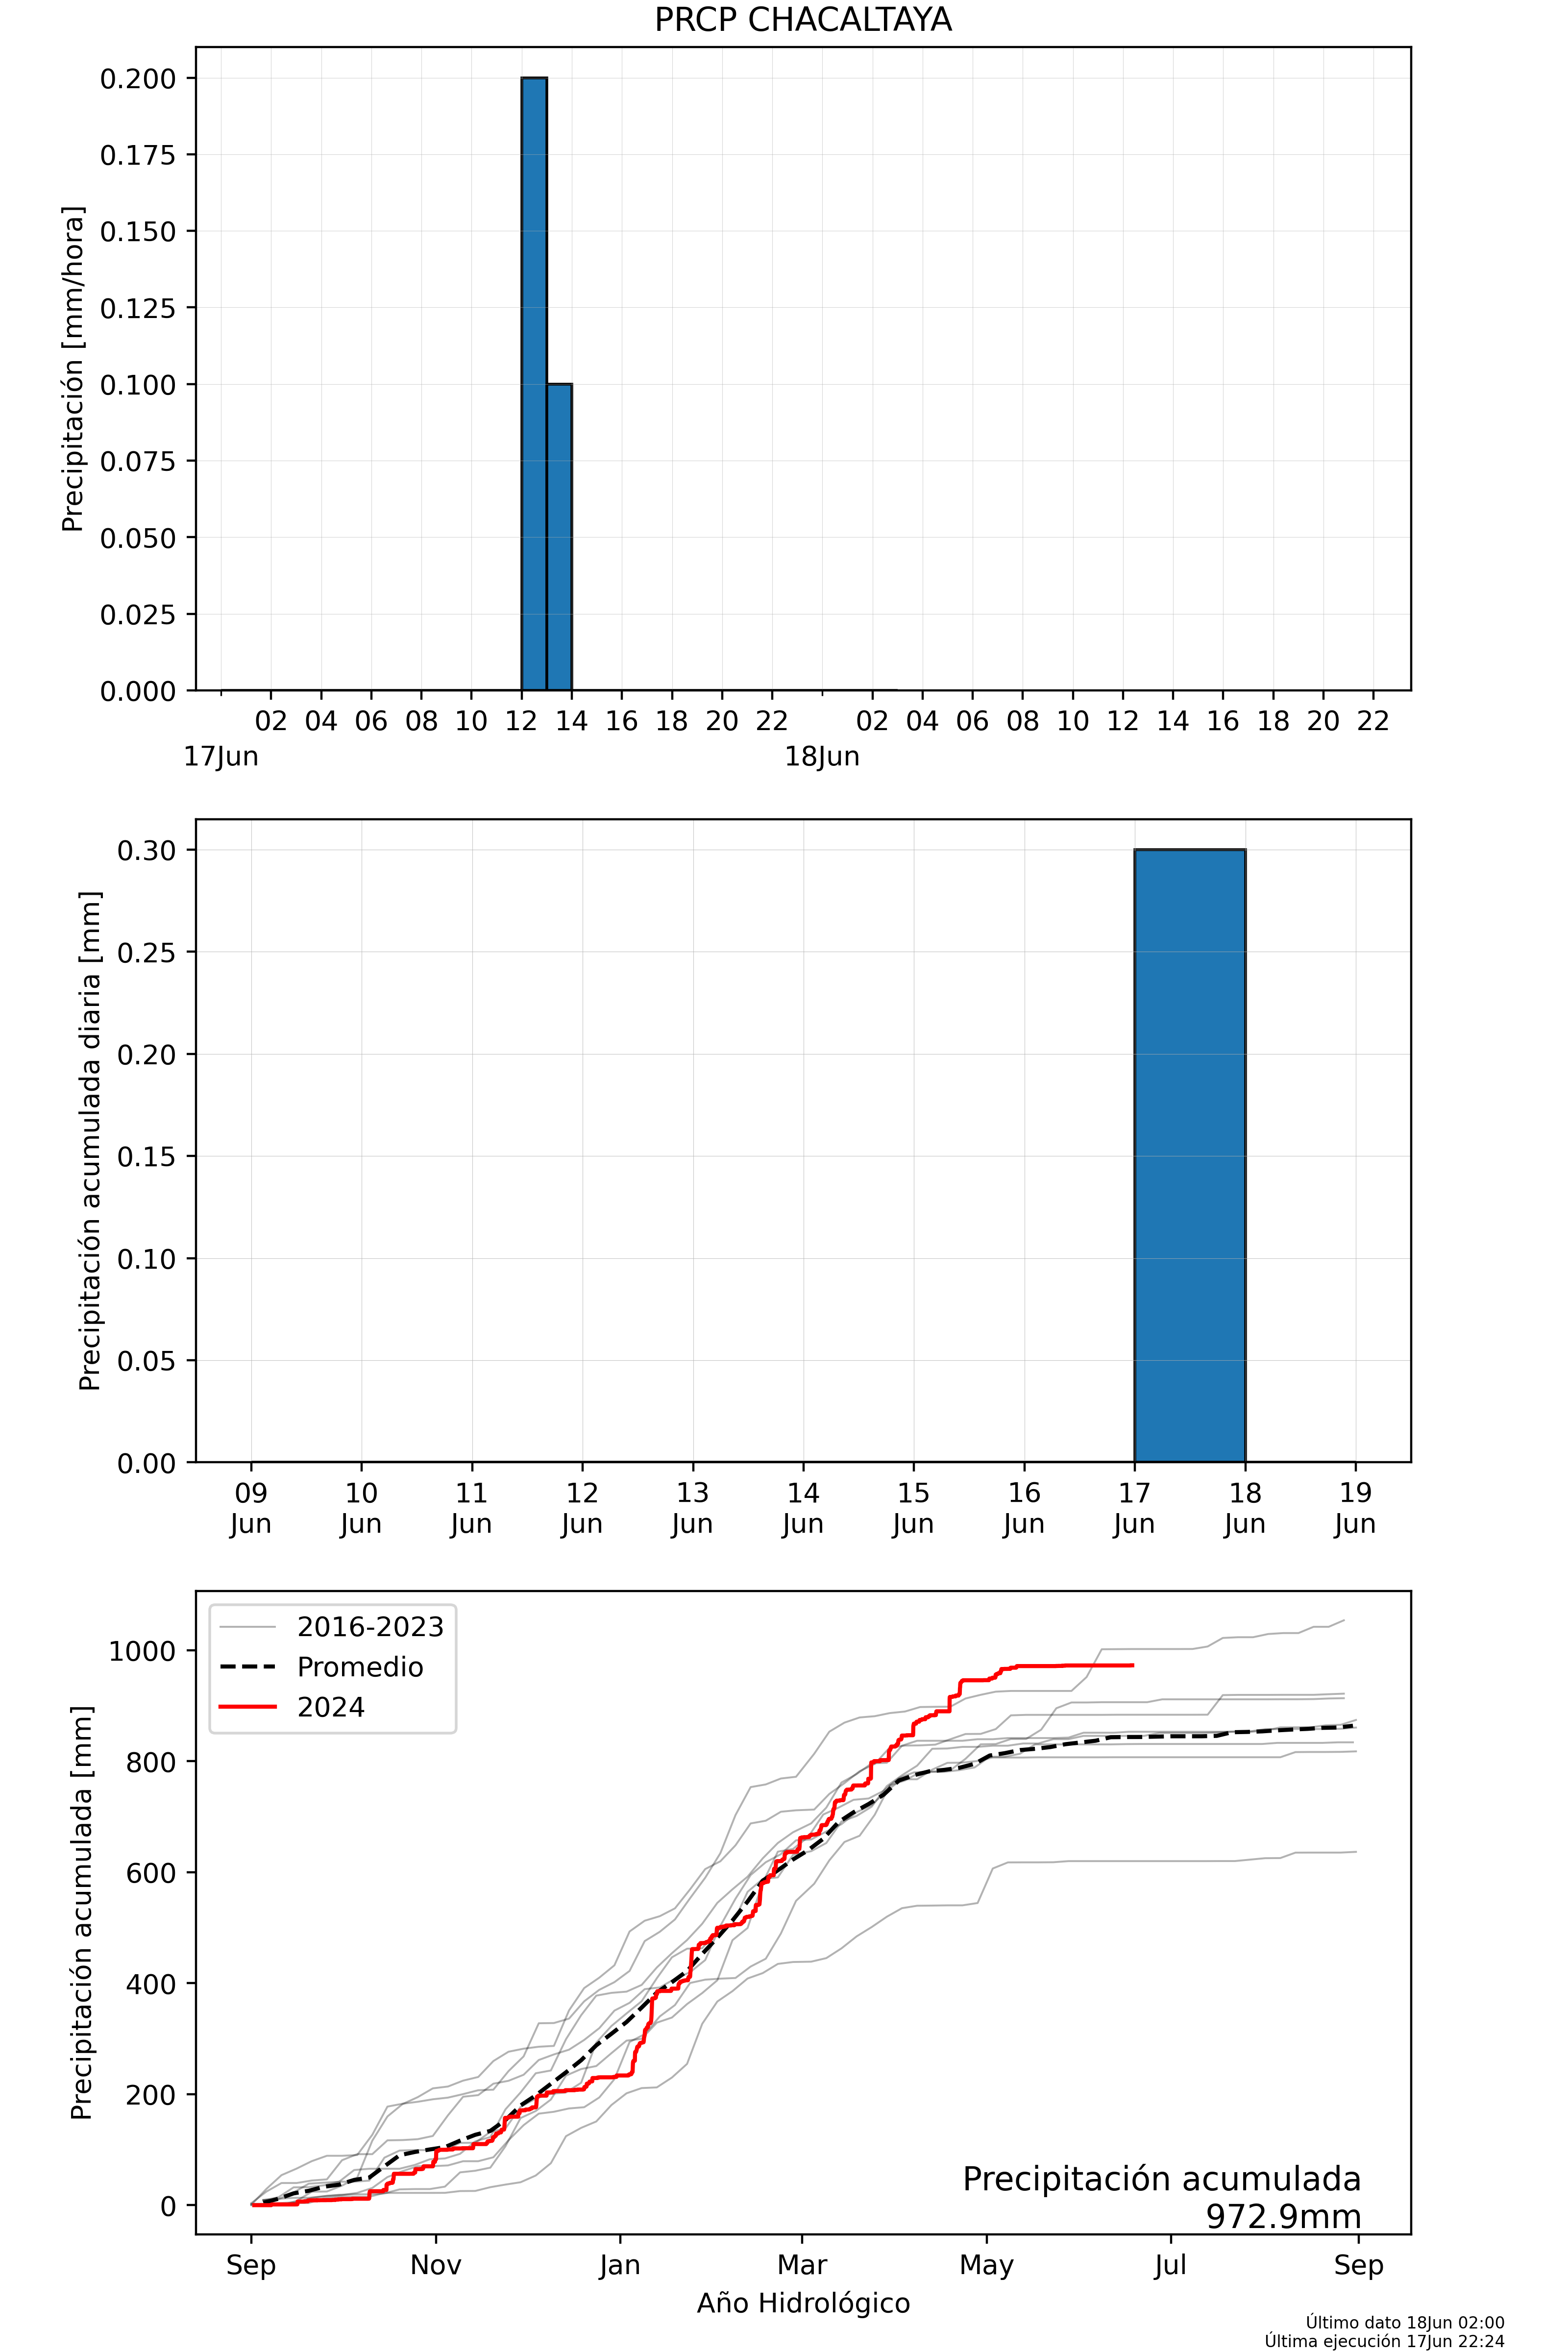 PRCP CHACALTAYA
Precipitación [mm/hora]
0.200
0.175
0.150
0.125
0.100
0.075
0.050
0.025
0.000
02 04 06 08 10 12 14 16 18 20 22 02 04 06 08 10 12 14 16 18 20 22
17Jun 18Jun
Precipitación acumulada diaria [mm]
0.30
0.25
0.20
0.15
0.10
0.05
0.00
09 10 11 12 13 14 15 16 17 18 19
Jun Jun Jun Jun Jun Jun Jun Jun Jun Jun Jun
Precipitación acumulada [mm]
1000
800
600
400
200
0
2016-2023
Promedio
2024
Precipitación acumulada
972.9mm
Sep Nov Jan Mar May Jul Sep
Año Hidrológico
Último dato 18Jun 02:00
Última ejecución 17Jun 22:24